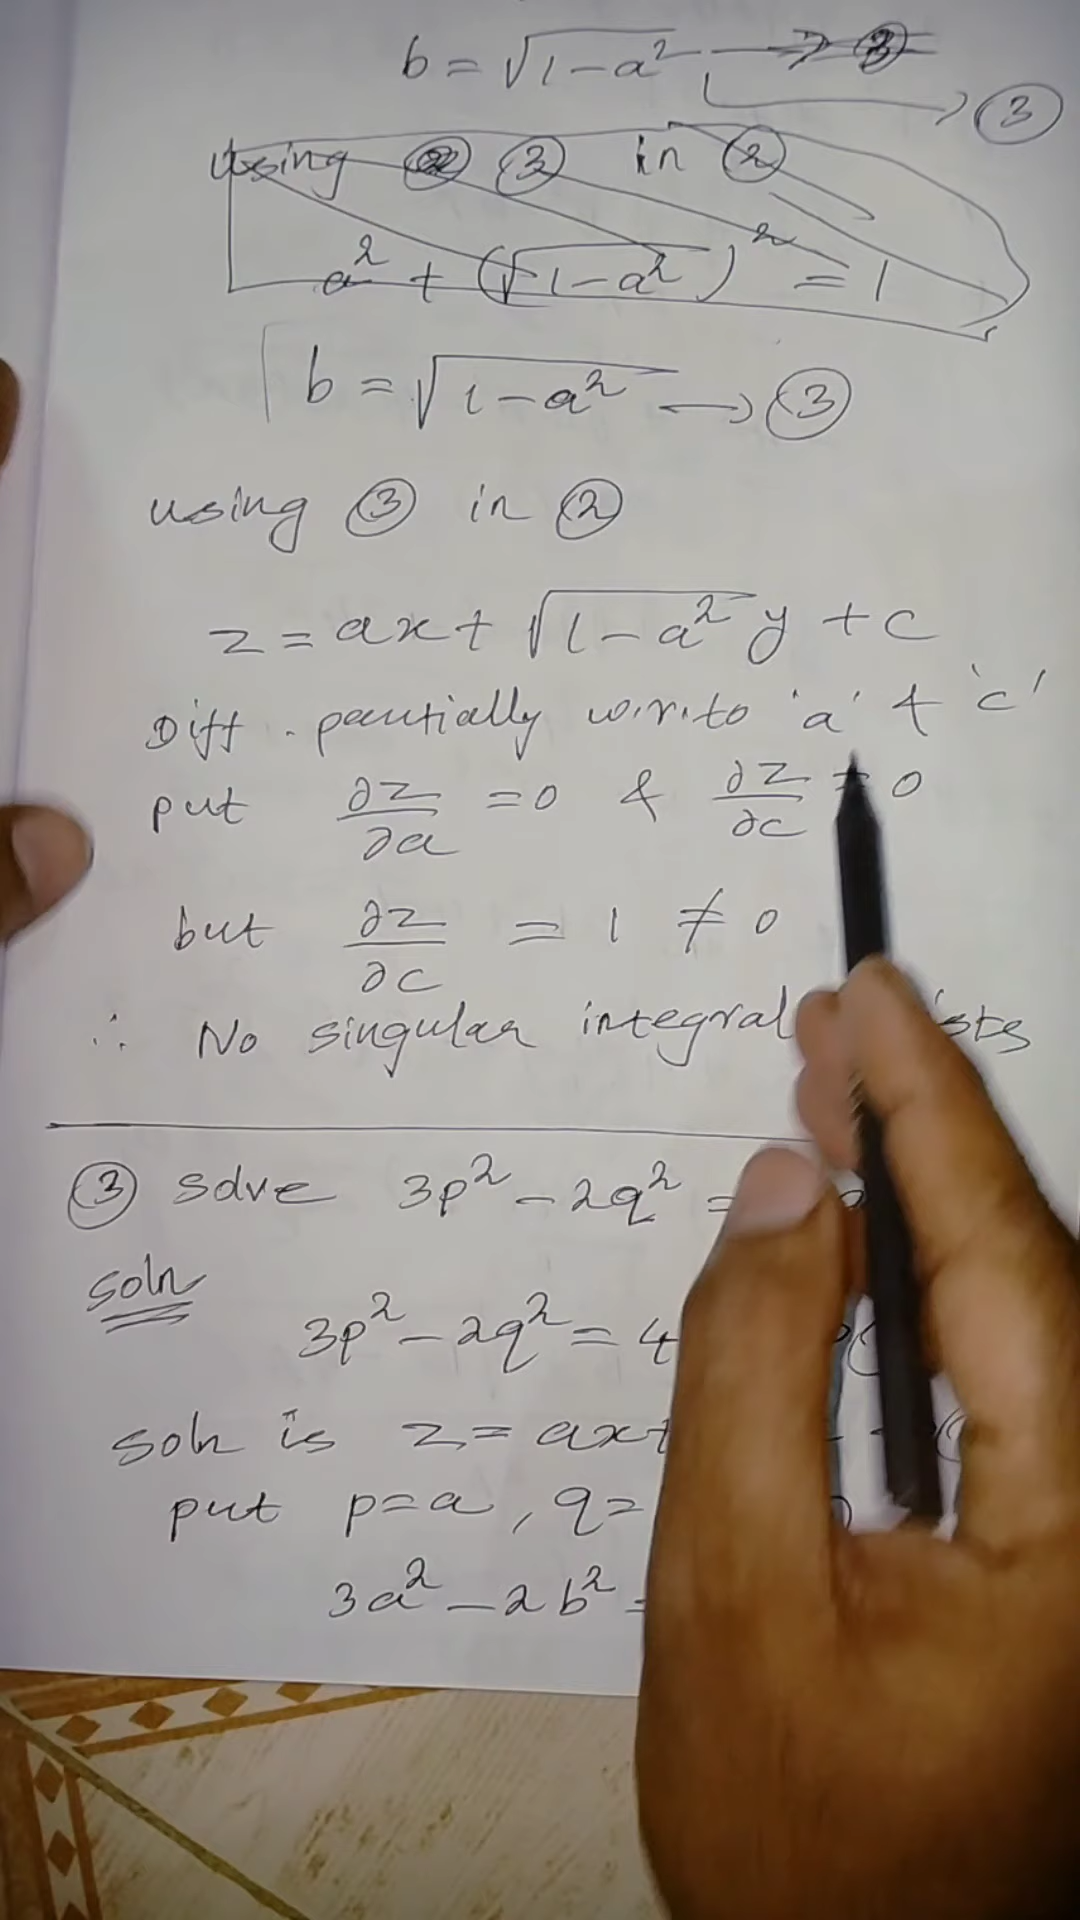 b = √1-a² → ③
③
using ② ③ in ②
a² + (√1-a²)² = 1
b = √1-a² → ③
using ③ in ②
z = ax + √1-a² y + c
Diff. partially w.r.to 'a' & 'c'
put ∂z/∂a = 0 & ∂z/∂c = 0
but ∂z/∂c = 1 ≠ 0
∴ No singular integral
③ solve 3p² - 2q² =
soln
3p² - 2q² = 4
soln is z = ax +
put p = a, q =
3a² - 2b² =